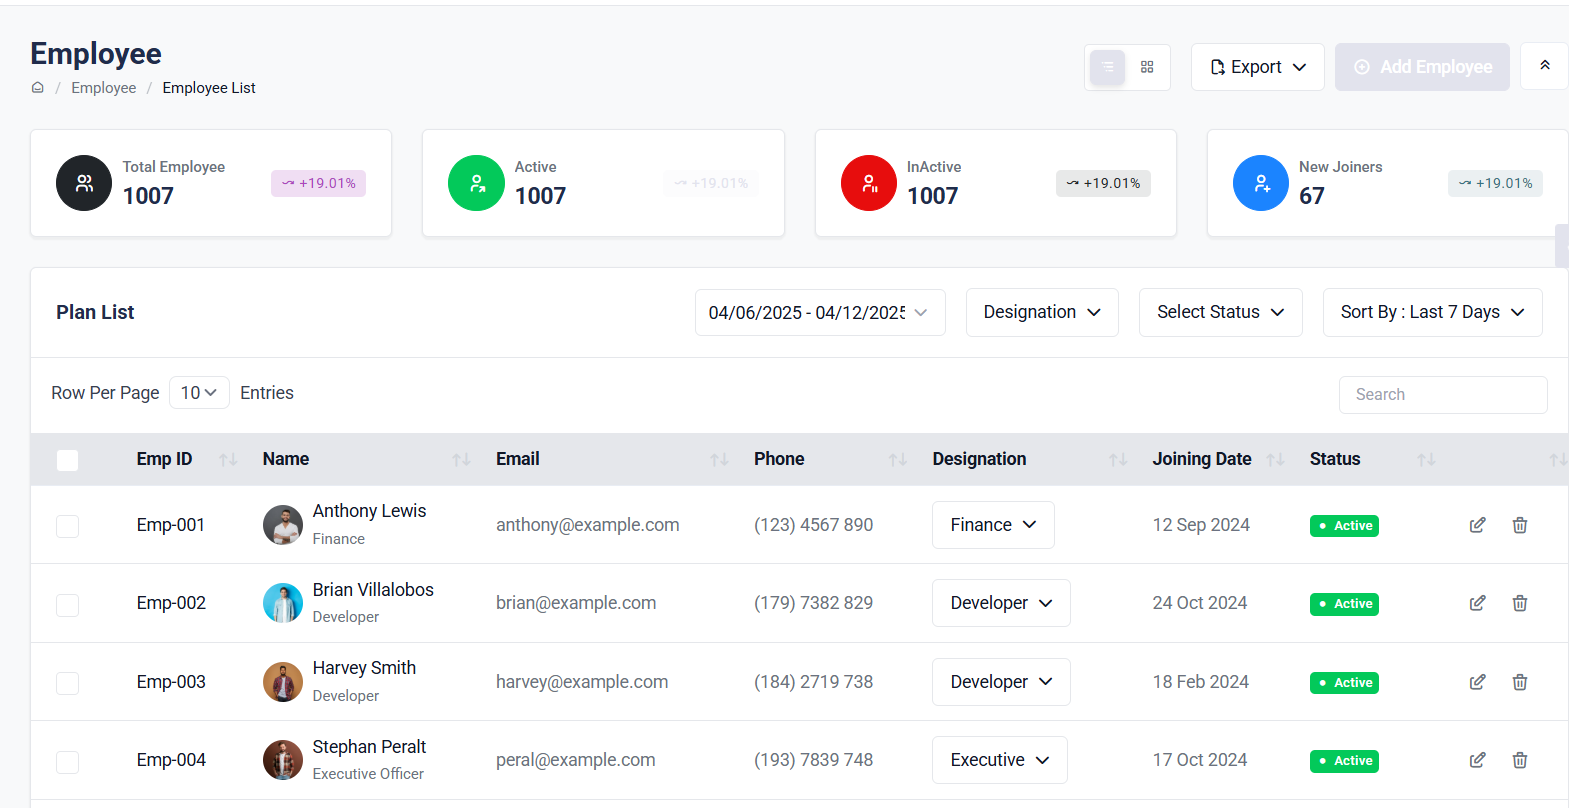 Employee
/ Employee / Employee List
Export
Add Employee
Total Employee
1007
+19.01%
Active
1007
+19.01%
InActive
1007
+19.01%
New Joiners
67
+19.01%
Plan List
04/06/2025 - 04/12/2025
Designation
Select Status
Sort By : Last 7 Days
Row Per Page 10 Entries
Search
Emp ID Name Email Phone Designation Joining Date Status
Emp-001 Anthony Lewis anthony@example.com (123) 4567 890 Finance 12 Sep 2024 Active
Finance
Emp-002 Brian Villalobos brian@example.com (179) 7382 829 Developer 24 Oct 2024 Active
Developer
Emp-003 Harvey Smith harvey@example.com (184) 2719 738 Developer 18 Feb 2024 Active
Developer
Emp-004 Stephan Peralt peral@example.com (193) 7839 748 Executive 17 Oct 2024 Active
Executive Officer